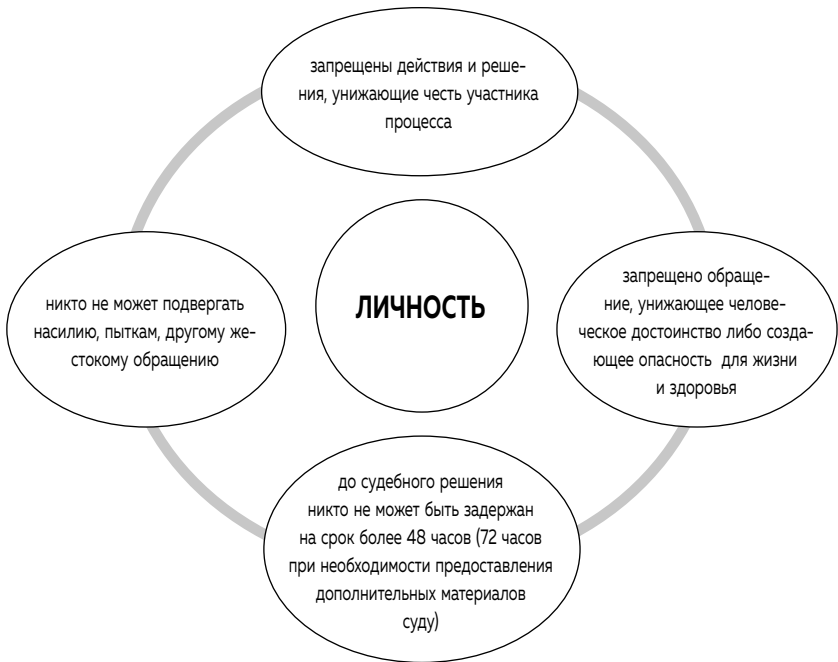 запрещены действия и реше-
ния, унижающие честь участника
процесса
никто не может подвергать
насилию, пыткам, другому же-
стокому обращению
ЛИЧНОСТЬ
запрещено обраще-
ние, унижающее челове-
ческое достоинство либо созда-
ющее опасность для жизни
и здоровья
до судебного решения
никто не может быть задержан
на срок более 48 часов (72 часов
при необходимости предоставления
дополнительных материалов
суду)